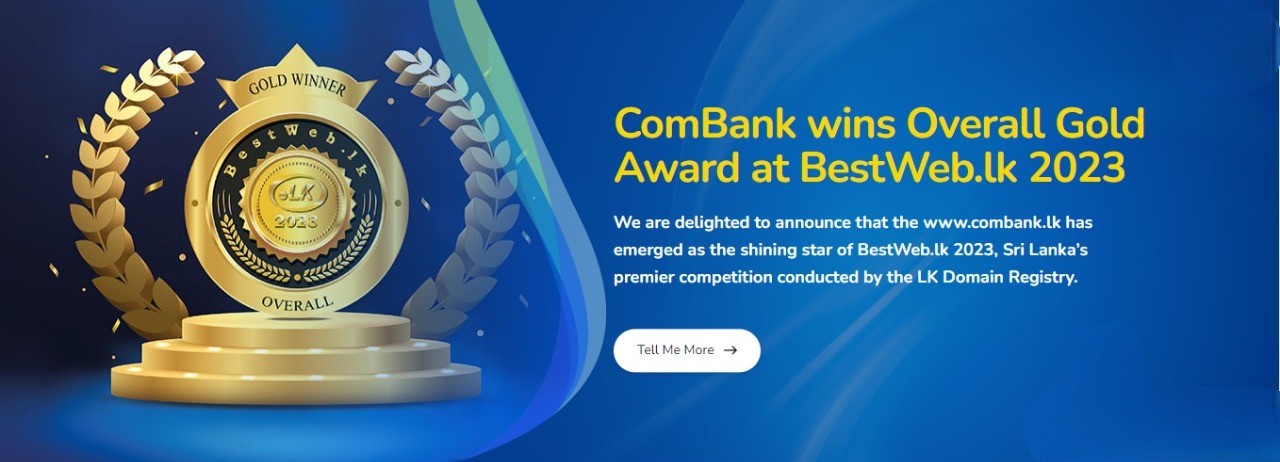 GOLD WINNER
BestWeb.lk
.LK
2023
OVERALL
ComBank wins Overall Gold
Award at BestWeb.lk 2023
We are delighted to announce that the www.combank.lk has
emerged as the shining star of BestWeb.lk 2023, Sri Lanka's
premier competition conducted by the LK Domain Registry.
Tell Me More →